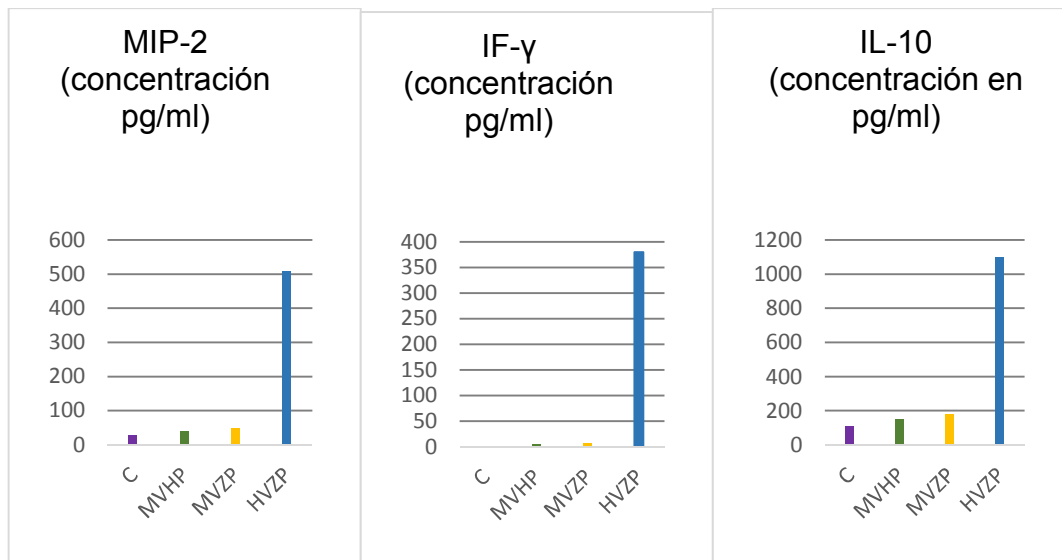 MIP-2
(concentración
pg/ml)
600
500
400
300
200
100
0
C
MVHP
MVZP
HVZP
IF-γ
(concentración
pg/ml)
400
350
300
250
200
150
100
50
0
C
MVHP
MVZP
HVZP
IL-10
(concentración en
pg/ml)
1200
1000
800
600
400
200
0
C
MVHP
MVZP
HVZP